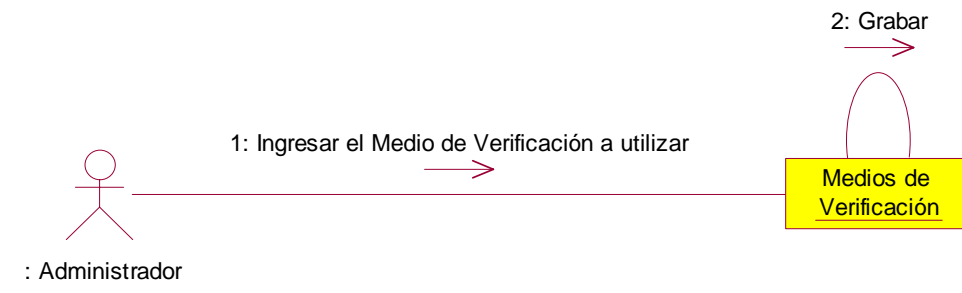 2: Grabar
1: Ingresar el Medio de Verificación a utilizar
Medios de
Verificación
: Administrador